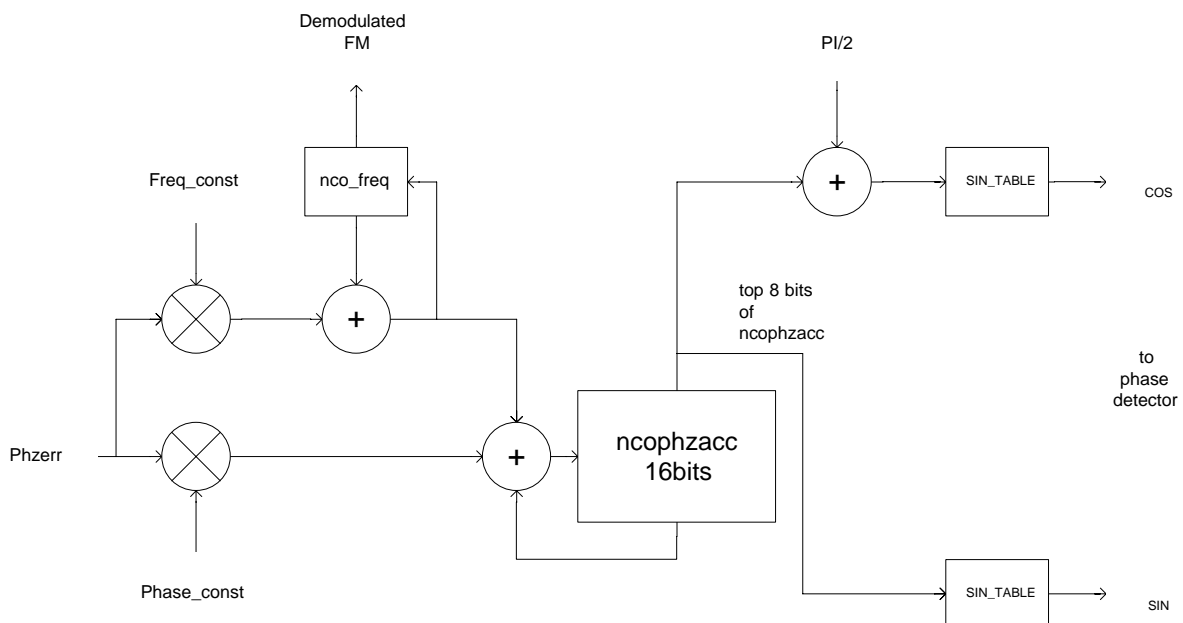 Demodulated
FM
PI/2
Freq_const
nco_freq
+
SIN_TABLE
COS
+
top 8 bits
of
ncophzacc
to
phase
detector
Phzerr
+
ncophzacc
16bits
Phase_const
SIN_TABLE
SIN